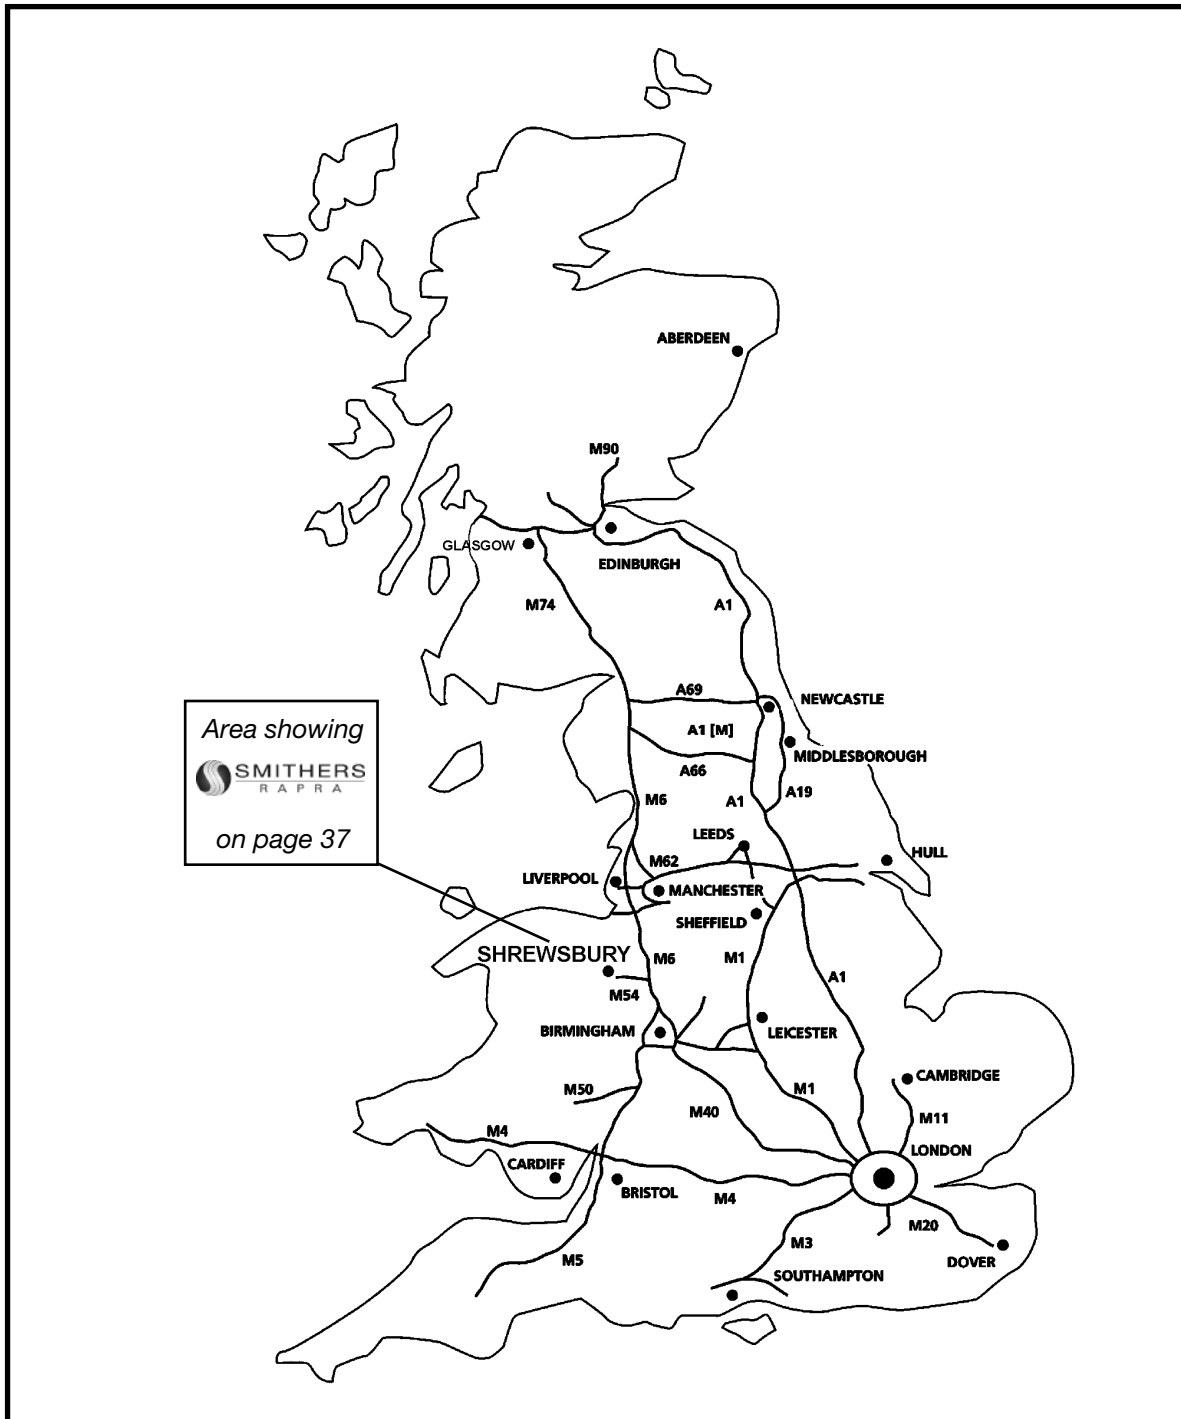 ABERDEEN
M90
GLASGOW
EDINBURGH
M74
A1
A69
NEWCASTLE
Area showing
SMITHERS
RAPRA
on page 37
A1 [M]
MIDDLESBOROUGH
A66
M6
A1
A19
LEEDS
HULL
M62
LIVERPOOL
MANCHESTER
SHEFFIELD
SHREWSBURY
M6
M1
A1
M54
BIRMINGHAM
LEICESTER
CAMBRIDGE
M50
M1
M40
M11
M4
LONDON
CARDIFF
BRISTOL
M4
M20
M3
M5
DOVER
SOUTHAMPTON